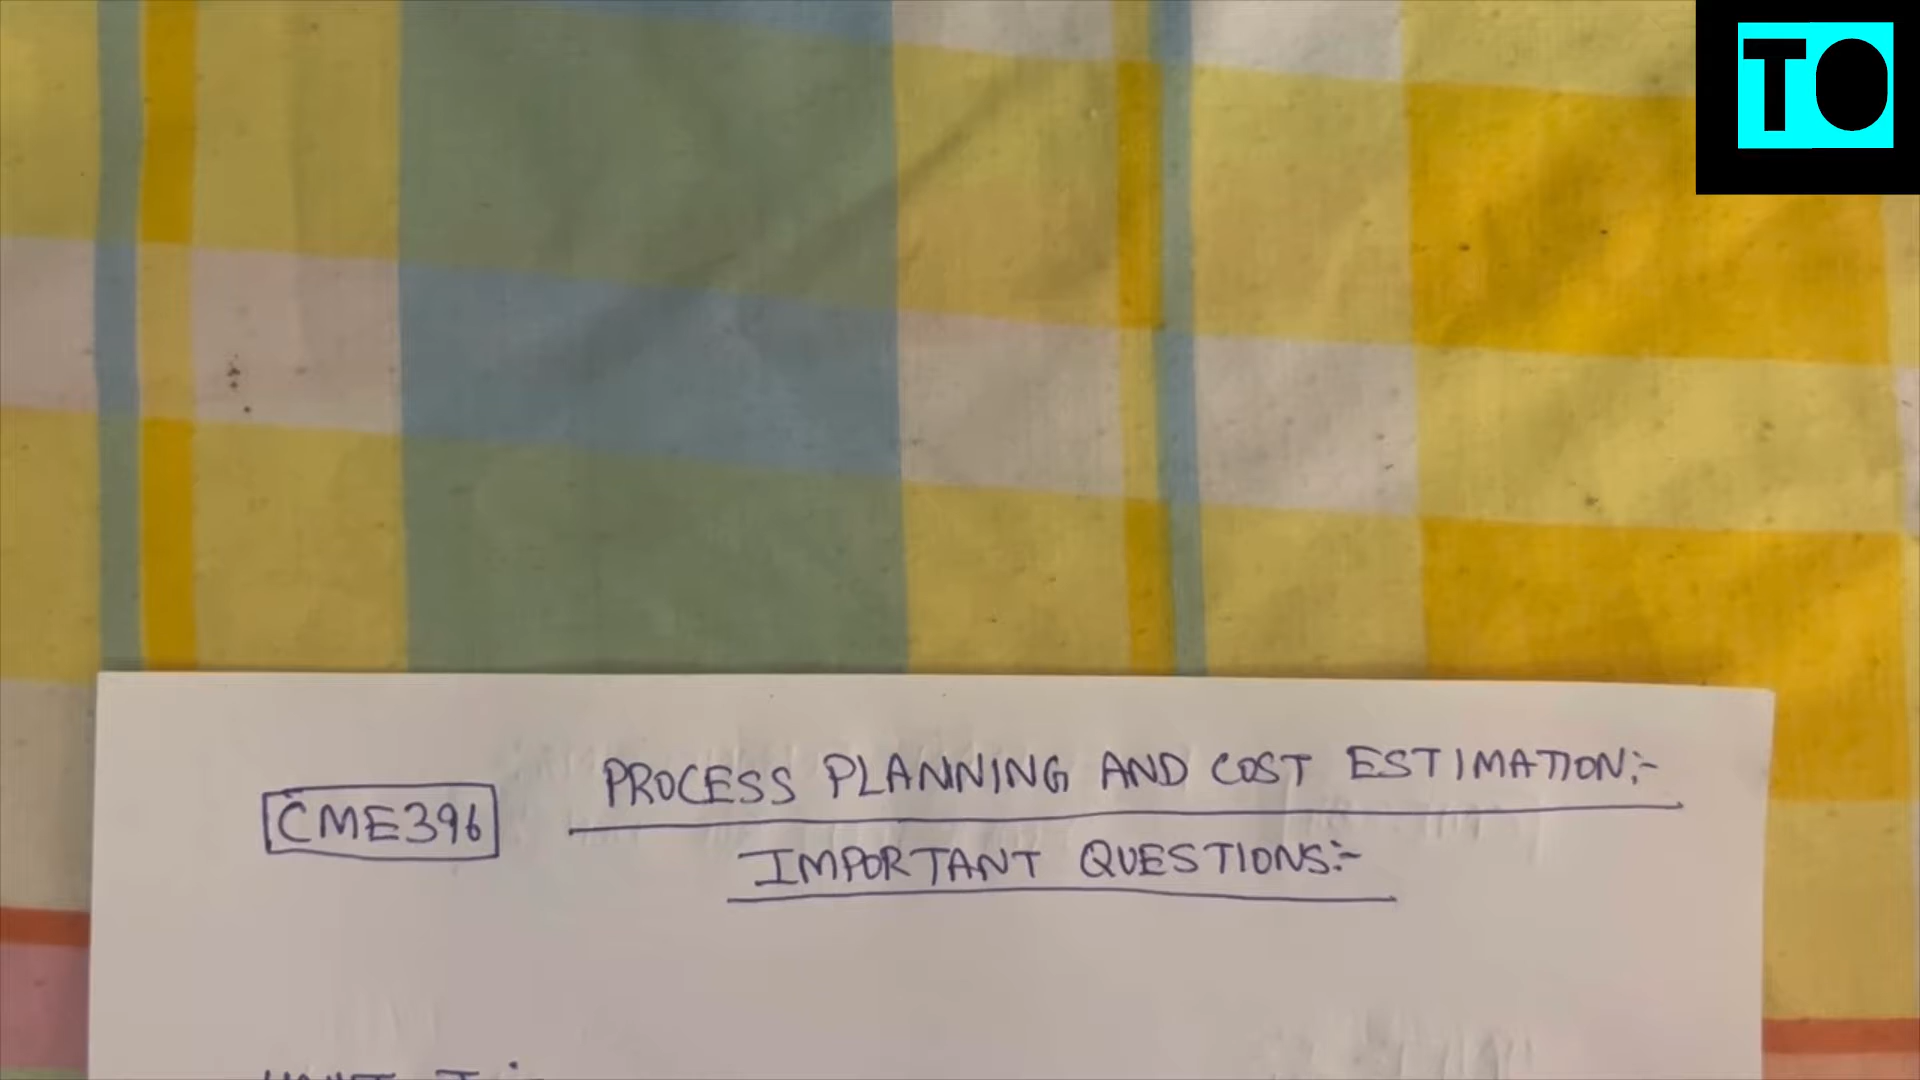 TO
PROCESS PLANNING AND COST ESTIMATION:-
CME396
IMPORTANT QUESTIONS:-